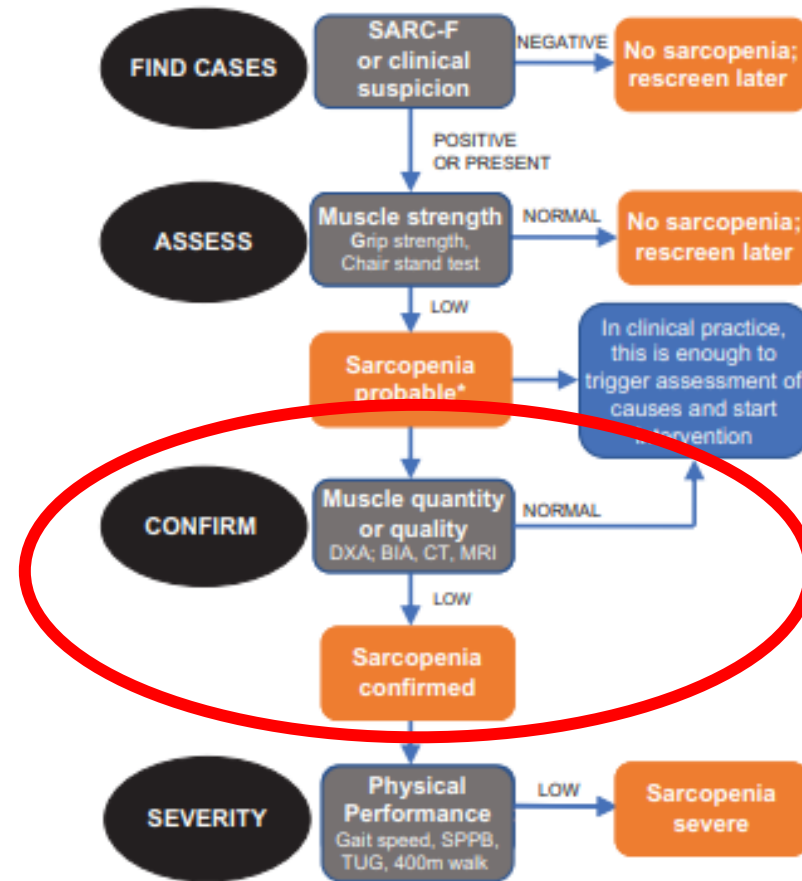 FIND CASES
SARC-F
or clinical
suspicion
NEGATIVE
No sarcopenia;
rescreen later
POSITIVE
OR PRESENT
ASSESS
Muscle strength
Grip strength,
Chair stand test
NORMAL
No sarcopenia;
rescreen later
LOW
Sarcopenia
probable*
In clinical practice,
this is enough to
trigger assessment of
causes and start
intervention
CONFIRM
Muscle quantity
or quality
DXA; BIA, CT, MRI
NORMAL
LOW
Sarcopenia
confirmed
SEVERITY
Physical
Performance
Gait speed, SPPB,
TUG, 400m walk
LOW
Sarcopenia
severe